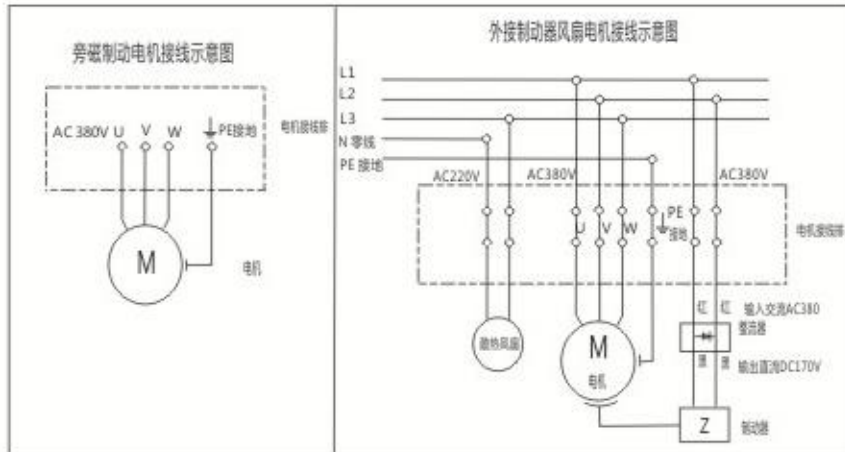 旁磁制动电机接线示意图
AC 380V U V W PE接地
电机接线排
M
电机
外接制动器风扇电机接线示意图
L1
L2
L3
N 零线
PE 接地
AC220V AC380V AC380V
U V W PE
接地
电机接线排
红 红 输入交流AC380
整流器
黑 黑 输出直流DC170V
散热风扇
M
电机
Z 制动器